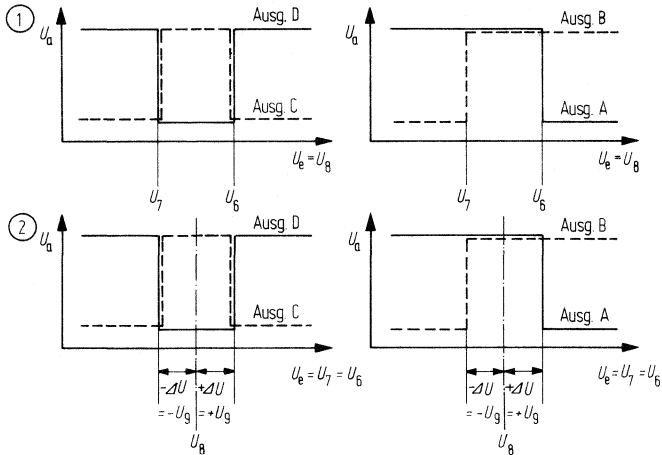 1
Uₐ
Ausg. D
Ausg. C
Uₑ = U₈
U₇
U₆
Uₐ
Ausg. B
Ausg. A
Uₑ = U₈
U₇
U₆
2
Uₐ
Ausg. D
Ausg. C
Uₑ = U₇ = U₆
-ΔU +ΔU
= -U₉ = +U₉
U₈
Uₐ
Ausg. B
Ausg. A
Uₑ = U₇ = U₆
-ΔU +ΔU
= -U₉ = +U₉
U₈